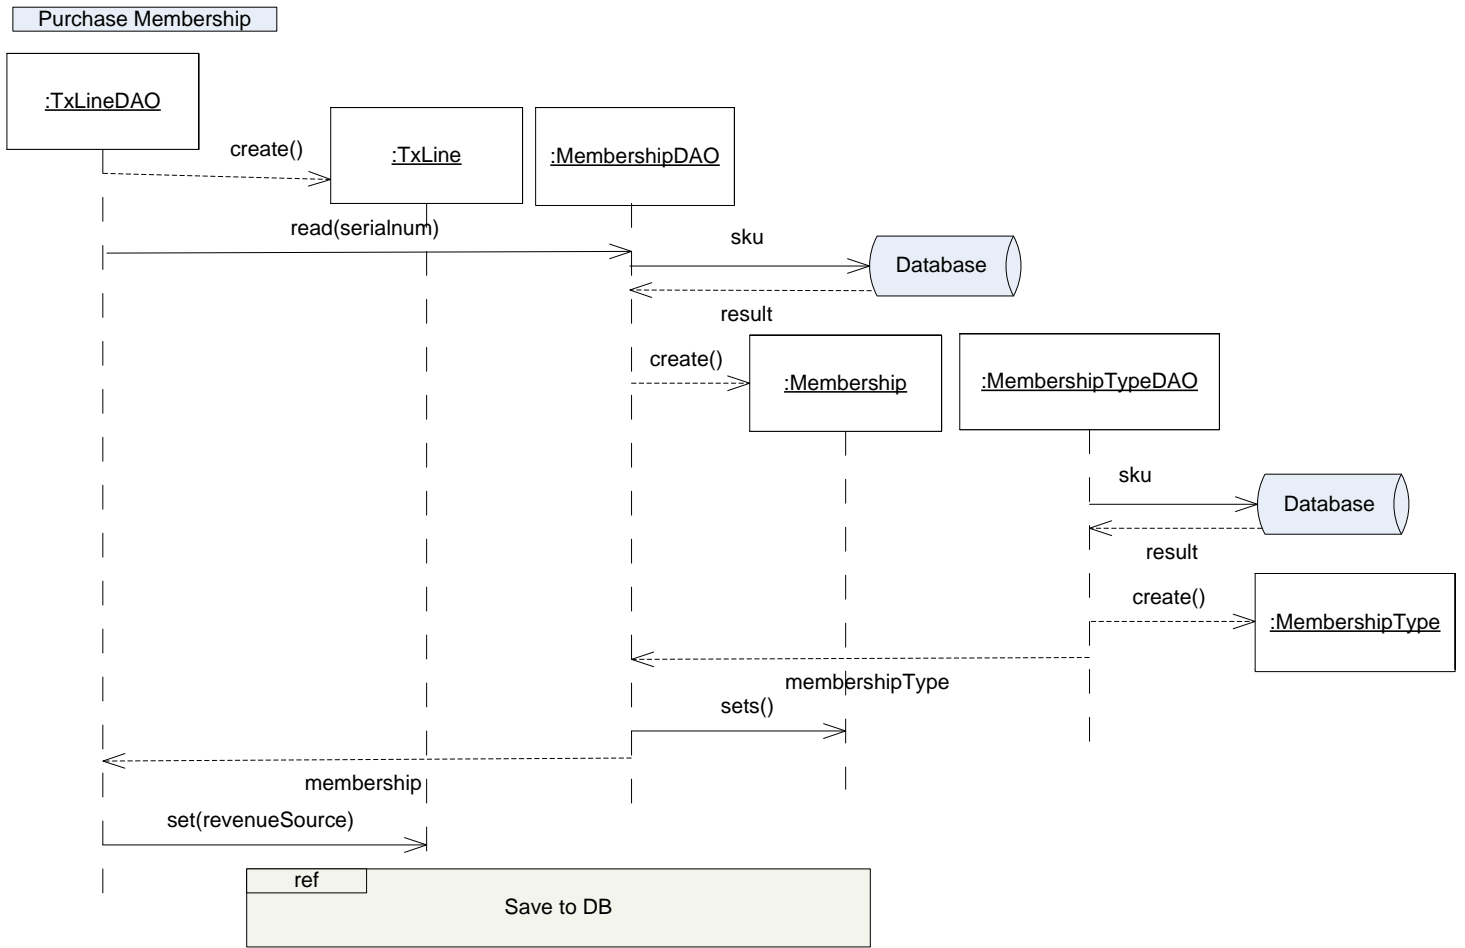 Purchase Membership
:TxLineDAO
create()
:TxLine
:MembershipDAO
read(serialnum)
sku
Database
result
create()
:Membership
:MembershipTypeDAO
sku
Database
result
create()
:MembershipType
membershipType
sets()
membership
set(revenueSource)
ref
Save to DB